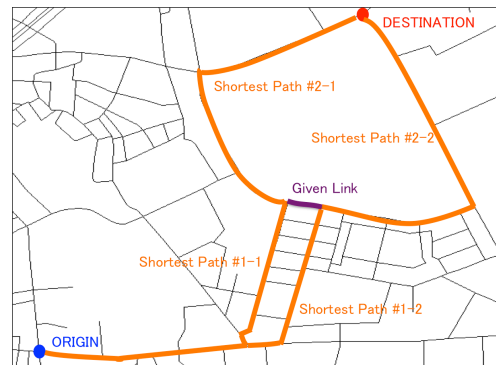 DESTINATION
Shortest Path #2-1
Shortest Path #2-2
Given Link
Shortest Path #1-1
Shortest Path #1-2
ORIGIN